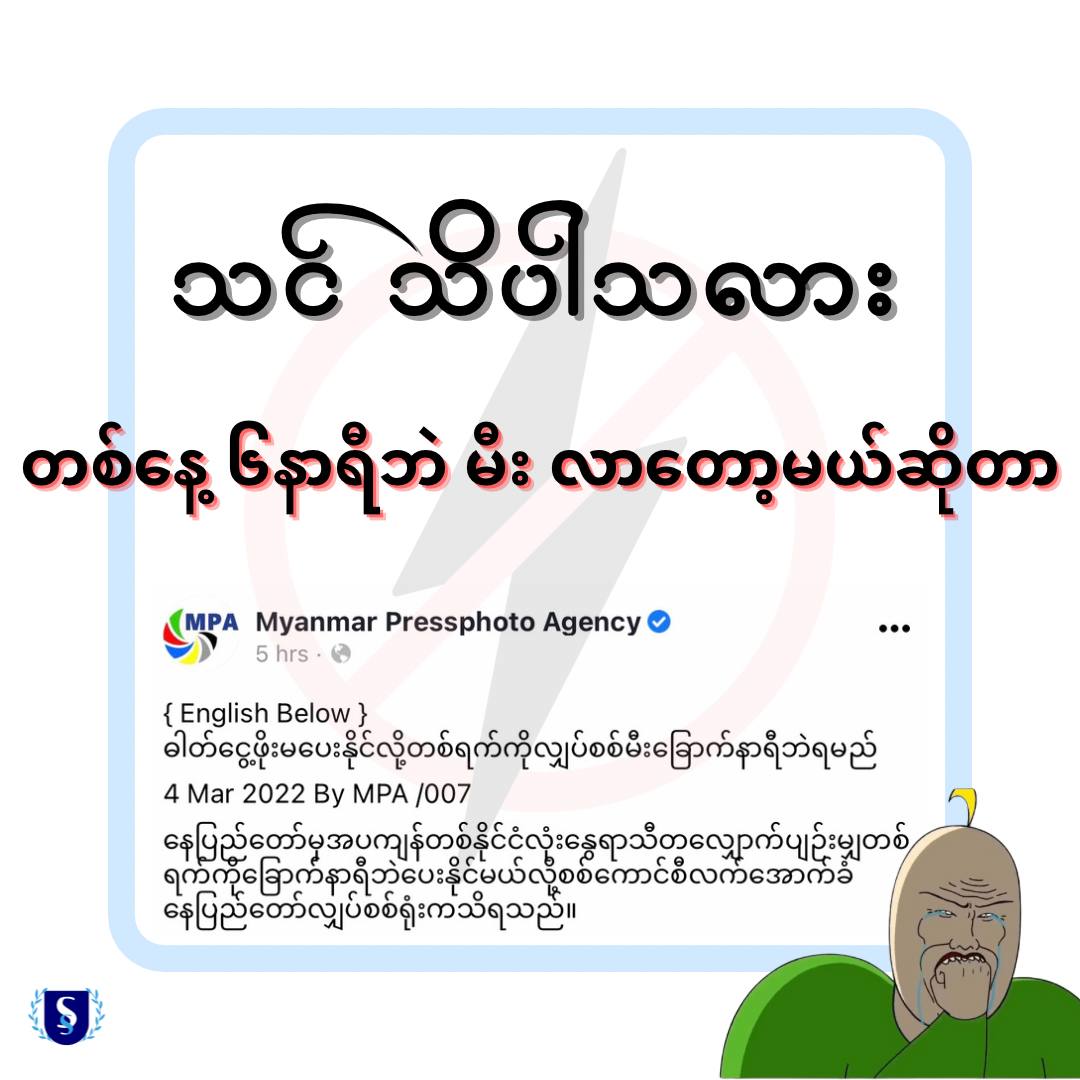 သင် သိပါသလား
တစ်နေ့ ၆နာရီဘဲ မီး လာတော့မယ်ဆိုတာ
MPA Myanmar Pressphoto Agency
5 hrs ·
{ English Below }
ဓါတ်ငွေ့ဖိုးမပေးနိုင်လို့တစ်ရက်ကိုလျှပ်စစ်မီးခြောက်နာရီဘဲရမည်
4 Mar 2022 By MPA /007
နေပြည်တော်မှအပကျန်တစ်နိုင်ငံလုံးနွေရာသီတလျှောက်ပျဉ်းမျှတစ်
ရက်ကိုခြောက်နာရီဘဲပေးနိုင်မယ်လို့စစ်ကောင်စီလက်အောက်ခံ
နေပြည်တော်လျှပ်စစ်ရုံးကသိရသည်။